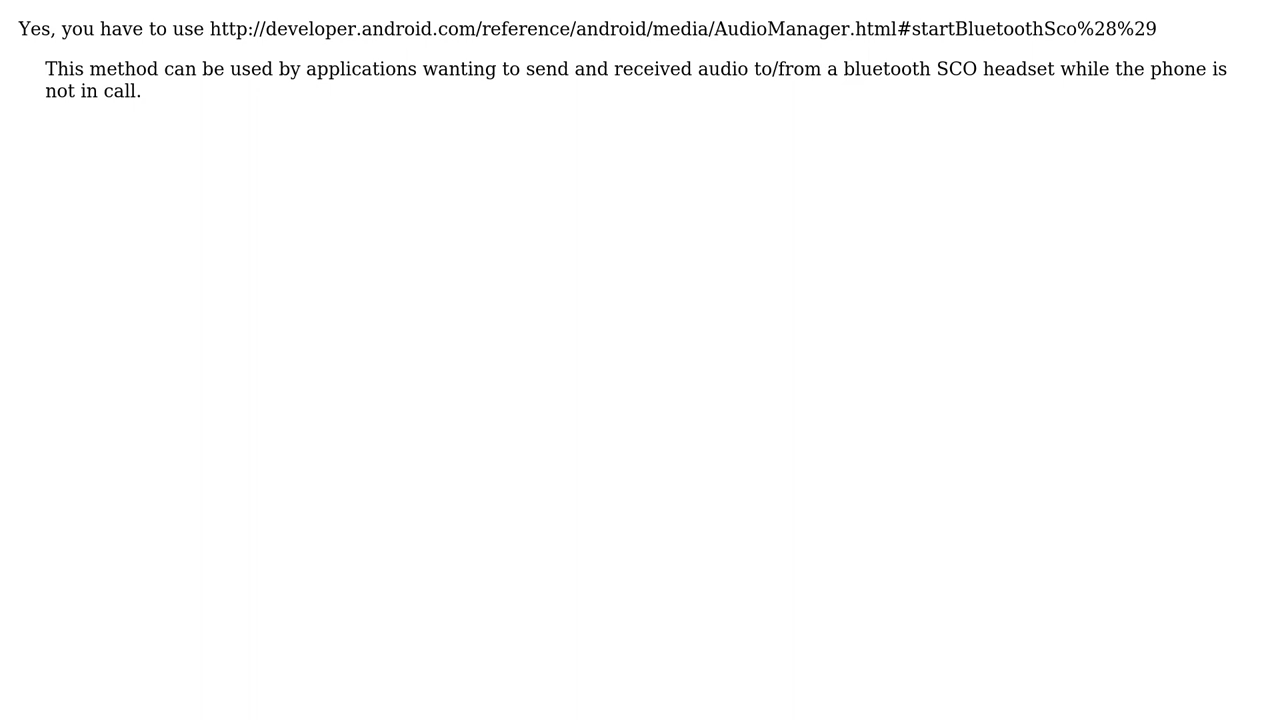 Yes, you have to use http://developer.android.com/reference/android/media/AudioManager.html#startBluetoothSco%28%29
This method can be used by applications wanting to send and received audio to/from a bluetooth SCO headset while the phone is
not in call.